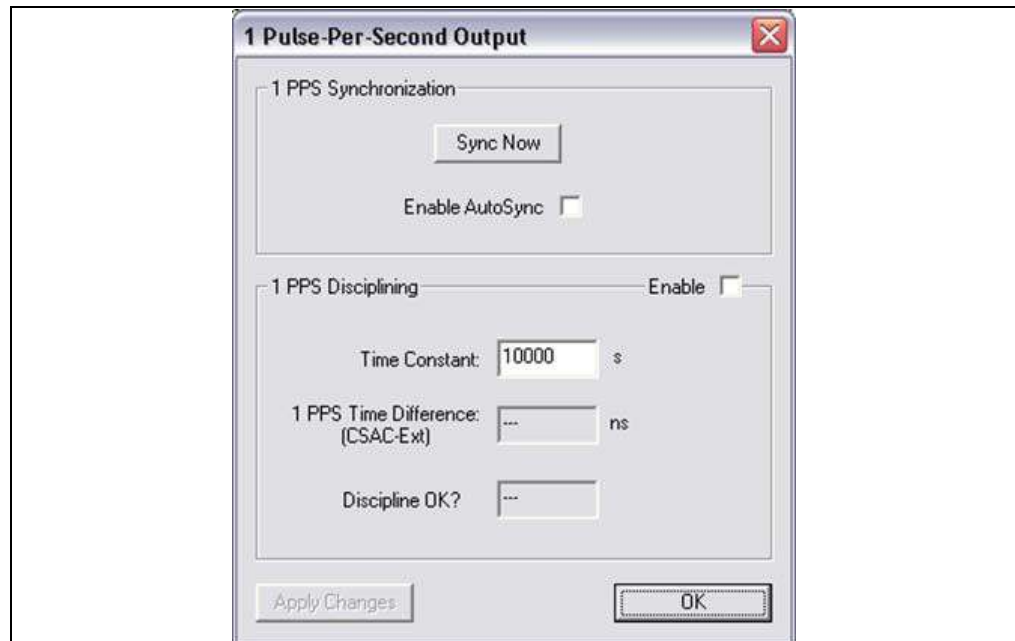 1 Pulse-Per-Second Output
1 PPS Synchronization
Sync Now
Enable AutoSync
1 PPS Disciplining Enable
Time Constant: 10000 s
1 PPS Time Difference: --- ns
(CSAC-Ext)
Discipline OK? ---
Apply Changes OK